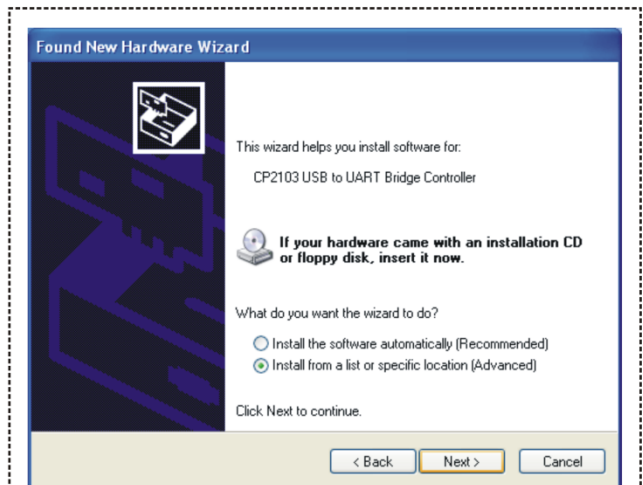 Found New Hardware Wizard
This wizard helps you install software for:
CP2103 USB to UART Bridge Controller
If your hardware came with an installation CD
or floppy disk, insert it now.
What do you want the wizard to do?
Install the software automatically (Recommended)
Install from a list or specific location (Advanced)
Click Next to continue.
< Back Next > Cancel